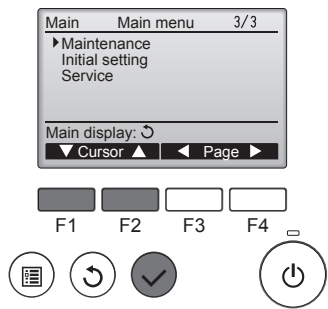 Main Main menu 3/3
▶Maintenance
Initial setting
Service
Main display: ↺
▼ Cursor ▲ ◀ Page ▶
F1 F2 F3 F4